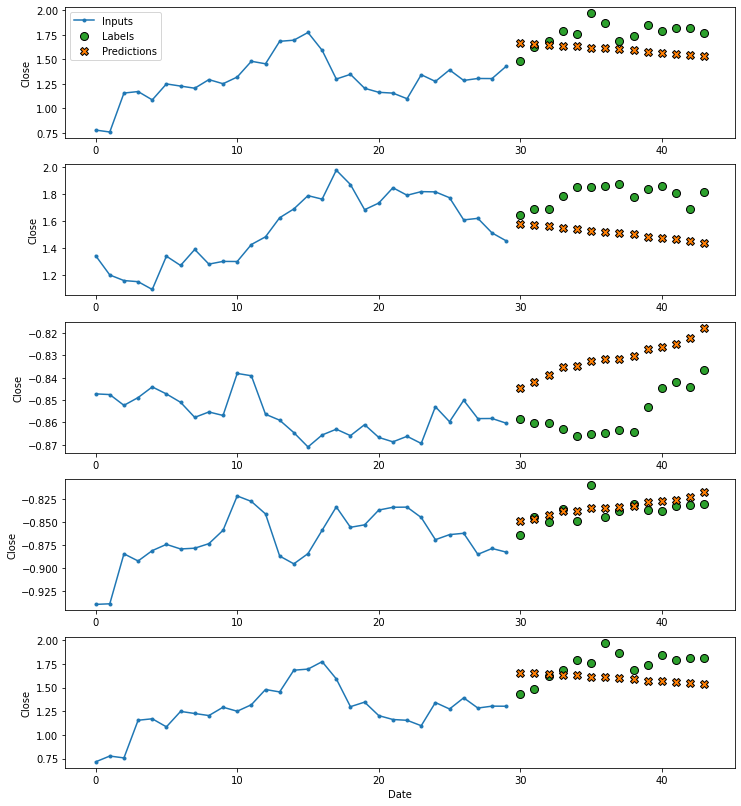 2.00
1.75
1.50
1.25
1.00
0.75
Close
Inputs
Labels
Predictions
0 10 20 30 40
2.0
1.8
1.6
1.4
1.2
Close
0 10 20 30 40
−0.82
−0.83
−0.84
−0.85
−0.86
−0.87
Close
0 10 20 30 40
−0.825
−0.850
−0.875
−0.900
−0.925
Close
0 10 20 30 40
2.00
1.75
1.50
1.25
1.00
0.75
Close
0 10 20 30 40
Date